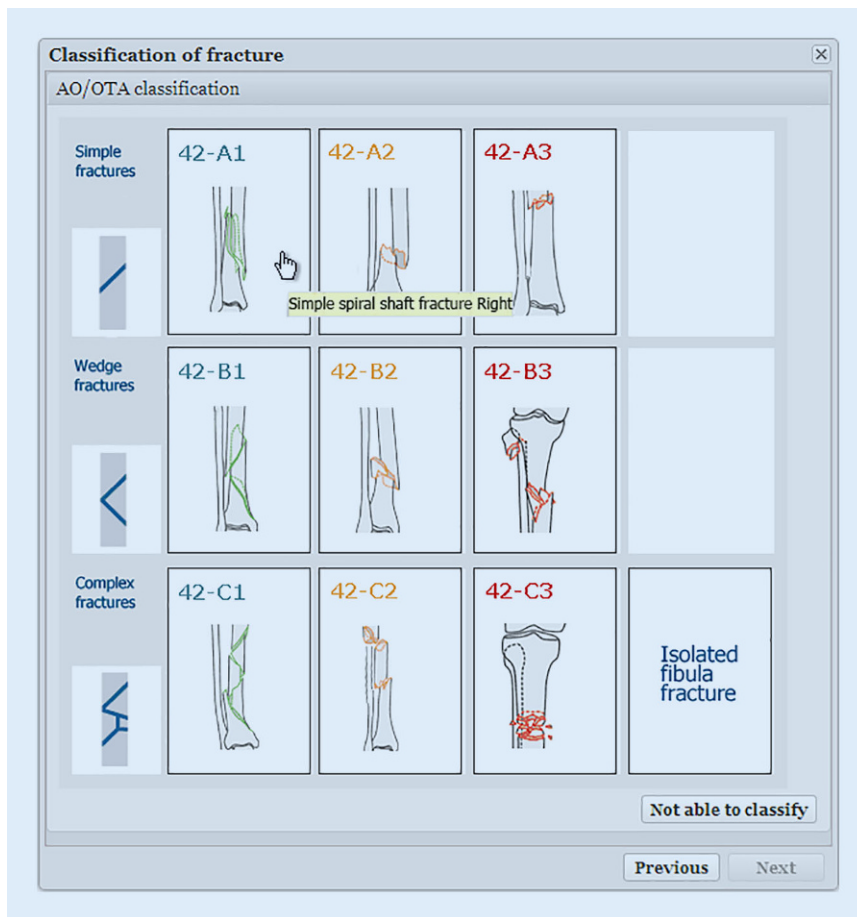 Classification of fracture
AO/OTA classification
Simple
fractures
42-A1
42-A2
42-A3
Simple spiral shaft fracture Right
Wedge
fractures
42-B1
42-B2
42-B3
Complex
fractures
42-C1
42-C2
42-C3
Isolated
fibula
fracture
Not able to classify
Previous
Next